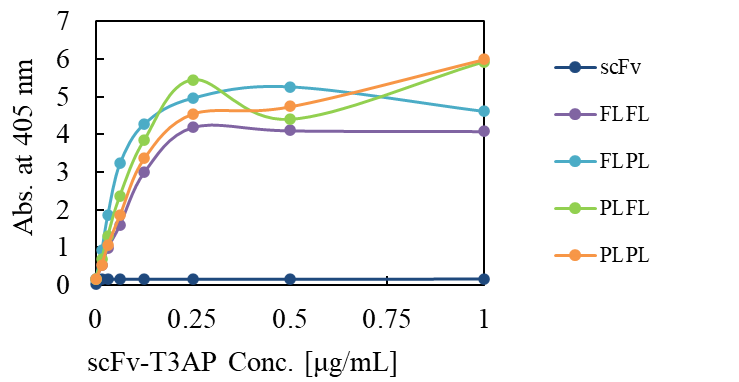 7
6
5
4
3
2
1
0
Abs. at 405 nm
0 0.25 0.5 0.75 1
scFv-T3AP Conc. [µg/mL]
scFv
FLFL
FLPL
PLFL
PLPL